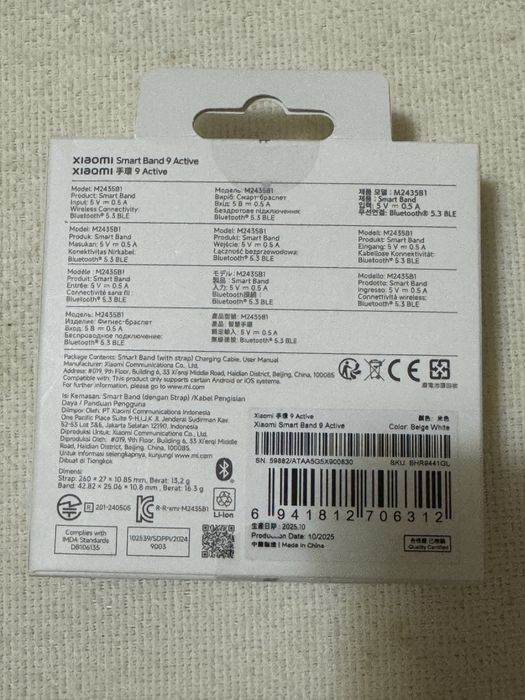 xiaomi Smart Band 9 Active
xiaomi 手環 9 Active
Model: M2435B1
Product: Smart Band
Input: 5 V ⎓ 0.5 A
Wireless Connectivity:
Bluetooth® 5.3 BLE
Модель: M2435B1
Виріб: Смарт-браслет
Вхід: 5 В ⎓ 0.5 А
Бездротове підключення:
Bluetooth® 5.3 BLE
제품 모델 : M2435B1
제품 : Smart Band
입력 : 5 V ⎓ 0.5 A
무선연결: Bluetooth® 5.3 BLE
Model: M2435B1
Produk: Smart Band
Masukan: 5 V ⎓ 0.5 A
Konektivitas Nirkabel:
Bluetooth® 5.3 BLE
Model: M2435B1
Produkt: Smart Band
Wejście: 5 V ⎓ 0.5 A
Łączność bezprzewodowa:
Bluetooth® 5.3 BLE
Modell: M2435B1
Produkt: Smart Band
Eingang: 5 V ⎓ 0.5 A
Kabellose Konnektivität:
Bluetooth® 5.3 BLE
Modèle : M2435B1
Produit : Smart Band
Entrée : 5 V ⎓ 0.5 A
Connectivité sans fil :
Bluetooth® 5.3 BLE
モデル: M2435B1
製品 : Smart Band
入力 : 5 V ⎓ 0.5 A
Bluetooth接続 :
Bluetooth® 5.3 BLE
Modello: M2435B1
Prodotto: Smart Band
Ingresso: 5 V ⎓ 0.5 A
Connettività wireless:
Bluetooth® 5.3 BLE
Модель: M2435B1
Изделие: Фитнес-браслет
Вход: 5 В ⎓ 0.5 А
Беспроводное подключение:
Bluetooth® 5.3 BLE
產品型號: M2435B1
產品: 智慧手環
額定輸入: 5 V ⎓ 0.5 A
無線連接: Bluetooth® 5.3 BLE
Package Contents: Smart Band (with strap) Charging Cable, User Manual
Manufacturer: Xiaomi Communications Co., Ltd.
Address: #019, 9th Floor, Building 6, 33 Xi'erqi Middle Road, Haidian District, Beijing, China, 100085
Compatible with: This product only supports certain Android or iOS systems.
For further information, please go to www.mi.com
廢電池請回收
Isi Kemasan: Smart Band (dengan Strap) /Kabel Pengisian
Daya / Panduan Pengguna
Diimpor Oleh: PT Xiaomi Communications Indonesia
One Pacific Place Suite 9-H,I,J,K & L Jenderal Sudirman Kav.
52-53 Lot 3&5, Jakarta Selatan 12190, Indonesia
Diproduksi Untuk: Xiaomi Communications Co., Ltd.
Diproduksi Oleh: #019, 9th Floor, Building 6, 33 Xi'erqi Middle Road,
Haidian District, Beijing, China, 100085
Untuk informasi selengkapnya, kunjungi www.mi.com
Dibuat di Tiongkok
Dimensi:
Strap: 260 × 27 × 10.85 mm, Berat: 13.2 g
Band: 42.82 × 25.06 × 10.8 mm , Berat: 16.3 g
R 201-240505
R-R-xmi-M2435B1
Li-ion
Complies with
IMDA Standards
DB106135
102539/SDPPI/2024
9003
Xiaomi 手環 9 Active
顏色: 米色
Xiaomi Smart Band 9 Active
Color: Beige White
SN: 59882/ATAA5G5X900830
SKU: BHR9441GL
6 941812 706312
生產日期 : 2025.10
Production Date: 10/2025
中國製造 | Made in China
Quality Certified